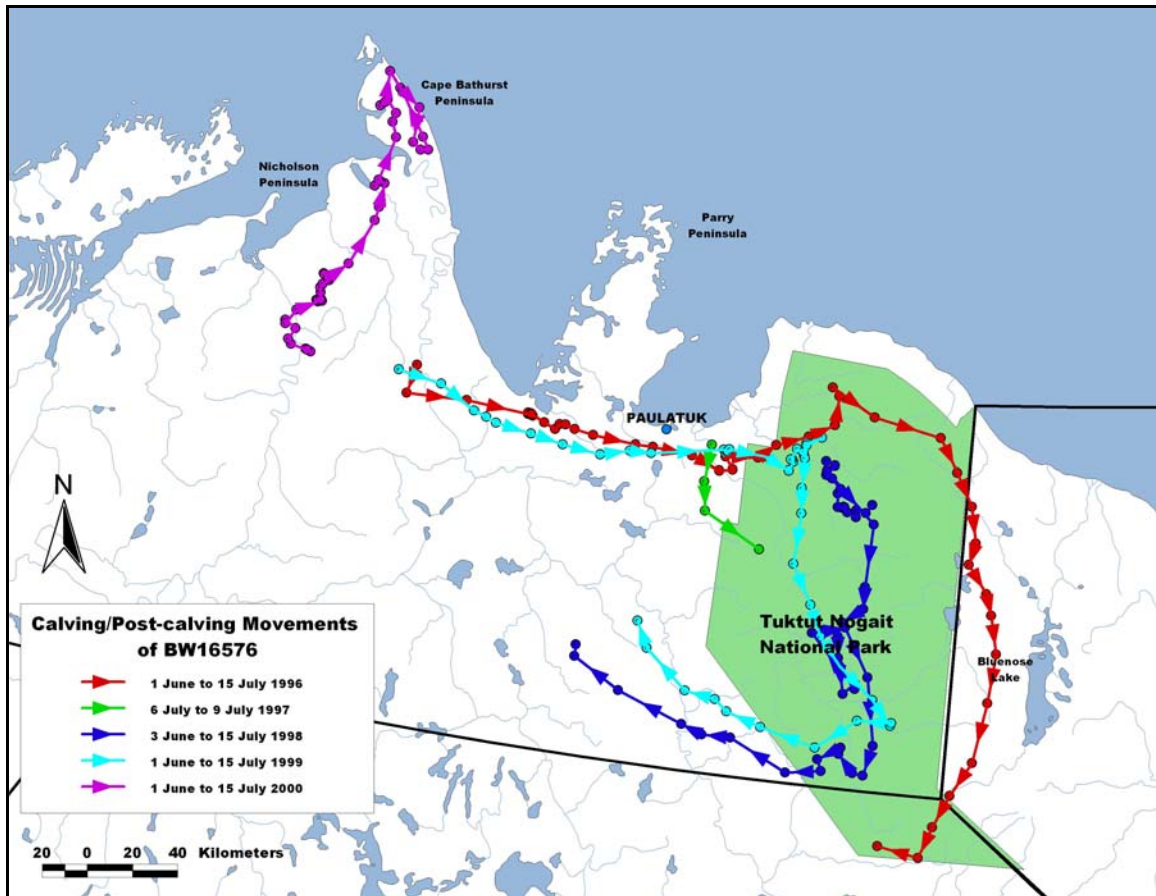 Cape Bathurst
Peninsula
Nicholson
Peninsula
Parry
Peninsula
PAULATUK
N
Tuktut Nogait
National Park
Bluenose
Lake
Calving/Post-calving Movements
of BW16576
1 June to 15 July 1996
6 July to 9 July 1997
3 June to 15 July 1998
1 June to 15 July 1999
1 June to 15 July 2000
20 0 20 40 Kilometers